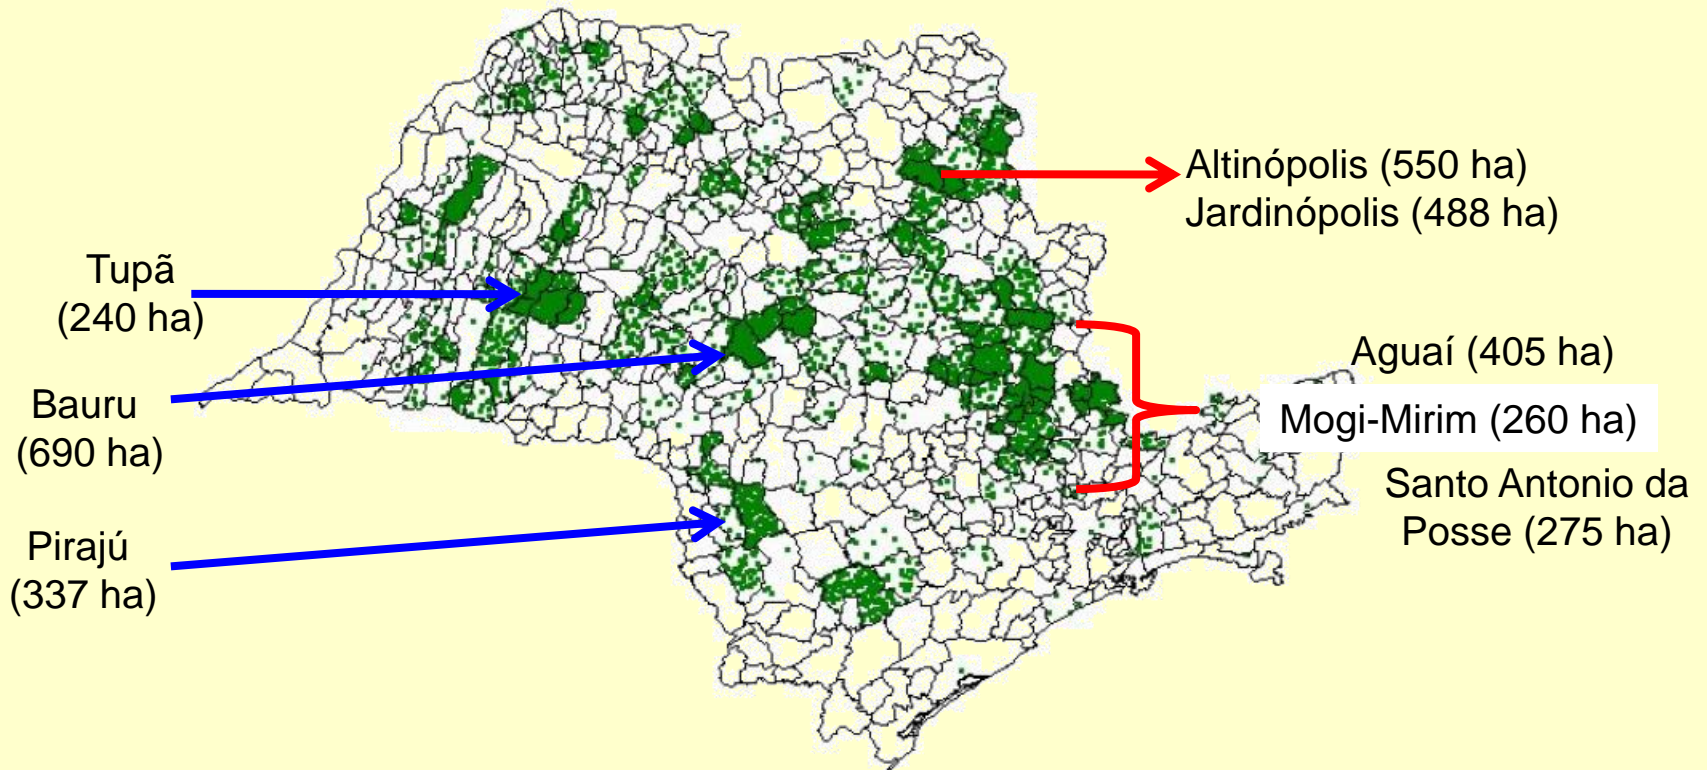 Altinópolis (550 ha)
Jardinópolis (488 ha)
Tupã
(240 ha)
Aguaí (405 ha)
Bauru
(690 ha)
Mogi-Mirim (260 ha)
Santo Antonio da
Posse (275 ha)
Pirajú
(337 ha)